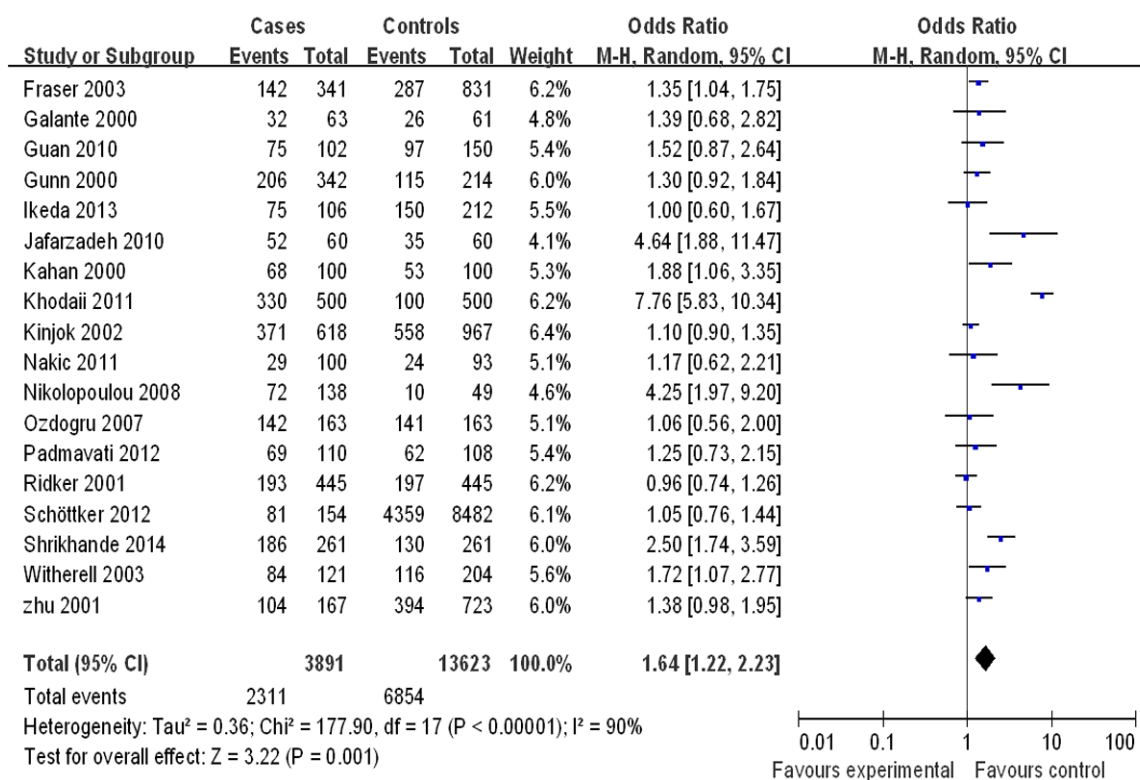 Cases Controls Odds Ratio Odds Ratio
Study or Subgroup Events Total Events Total Weight M-H, Random, 95% CI M-H, Random, 95% CI
Fraser 2003 142 341 287 831 6.2% 1.35 [1.04, 1.75]
Galante 2000 32 63 26 61 4.8% 1.39 [0.68, 2.82]
Guan 2010 75 102 97 150 5.4% 1.52 [0.87, 2.64]
Gunn 2000 206 342 115 214 6.0% 1.30 [0.92, 1.84]
Ikeda 2013 75 106 150 212 5.5% 1.00 [0.60, 1.67]
Jafarzadeh 2010 52 60 35 60 4.1% 4.64 [1.88, 11.47]
Kahan 2000 68 100 53 100 5.3% 1.88 [1.06, 3.35]
Khodaii 2011 330 500 100 500 6.2% 7.76 [5.83, 10.34]
Kinjok 2002 371 618 558 967 6.4% 1.10 [0.90, 1.35]
Nakic 2011 29 100 24 93 5.1% 1.17 [0.62, 2.21]
Nikolopoulou 2008 72 138 10 49 4.6% 4.25 [1.97, 9.20]
Ozdogru 2007 142 163 141 163 5.1% 1.06 [0.56, 2.00]
Padmavati 2012 69 110 62 108 5.4% 1.25 [0.73, 2.15]
Ridker 2001 193 445 197 445 6.2% 0.96 [0.74, 1.26]
Schöttker 2012 81 154 4359 8482 6.1% 1.05 [0.76, 1.44]
Shrikhande 2014 186 261 130 261 6.0% 2.50 [1.74, 3.59]
Witherell 2003 84 121 116 204 5.6% 1.72 [1.07, 2.77]
zhu 2001 104 167 394 723 6.0% 1.38 [0.98, 1.95]
Total (95% CI) 3891 13623 100.0% 1.64 [1.22, 2.23]
Total events 2311 6854
Heterogeneity: Tau² = 0.36; Chi² = 177.90, df = 17 (P < 0.00001); I² = 90%
Test for overall effect: Z = 3.22 (P = 0.001)
0.01 0.1 1 10 100
Favours experimental Favours control